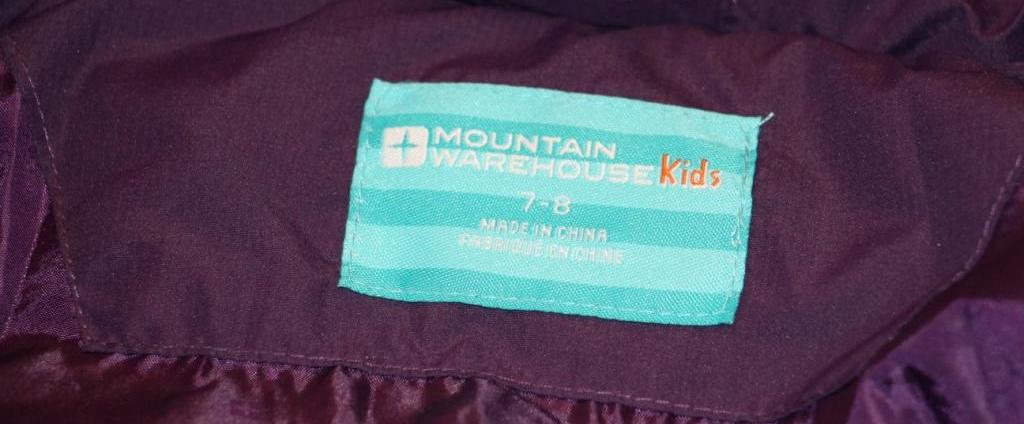 MOUNTAIN
WAREHOUSE Kids
7-8
MADE IN CHINA
FABRIQUE EN CHINE